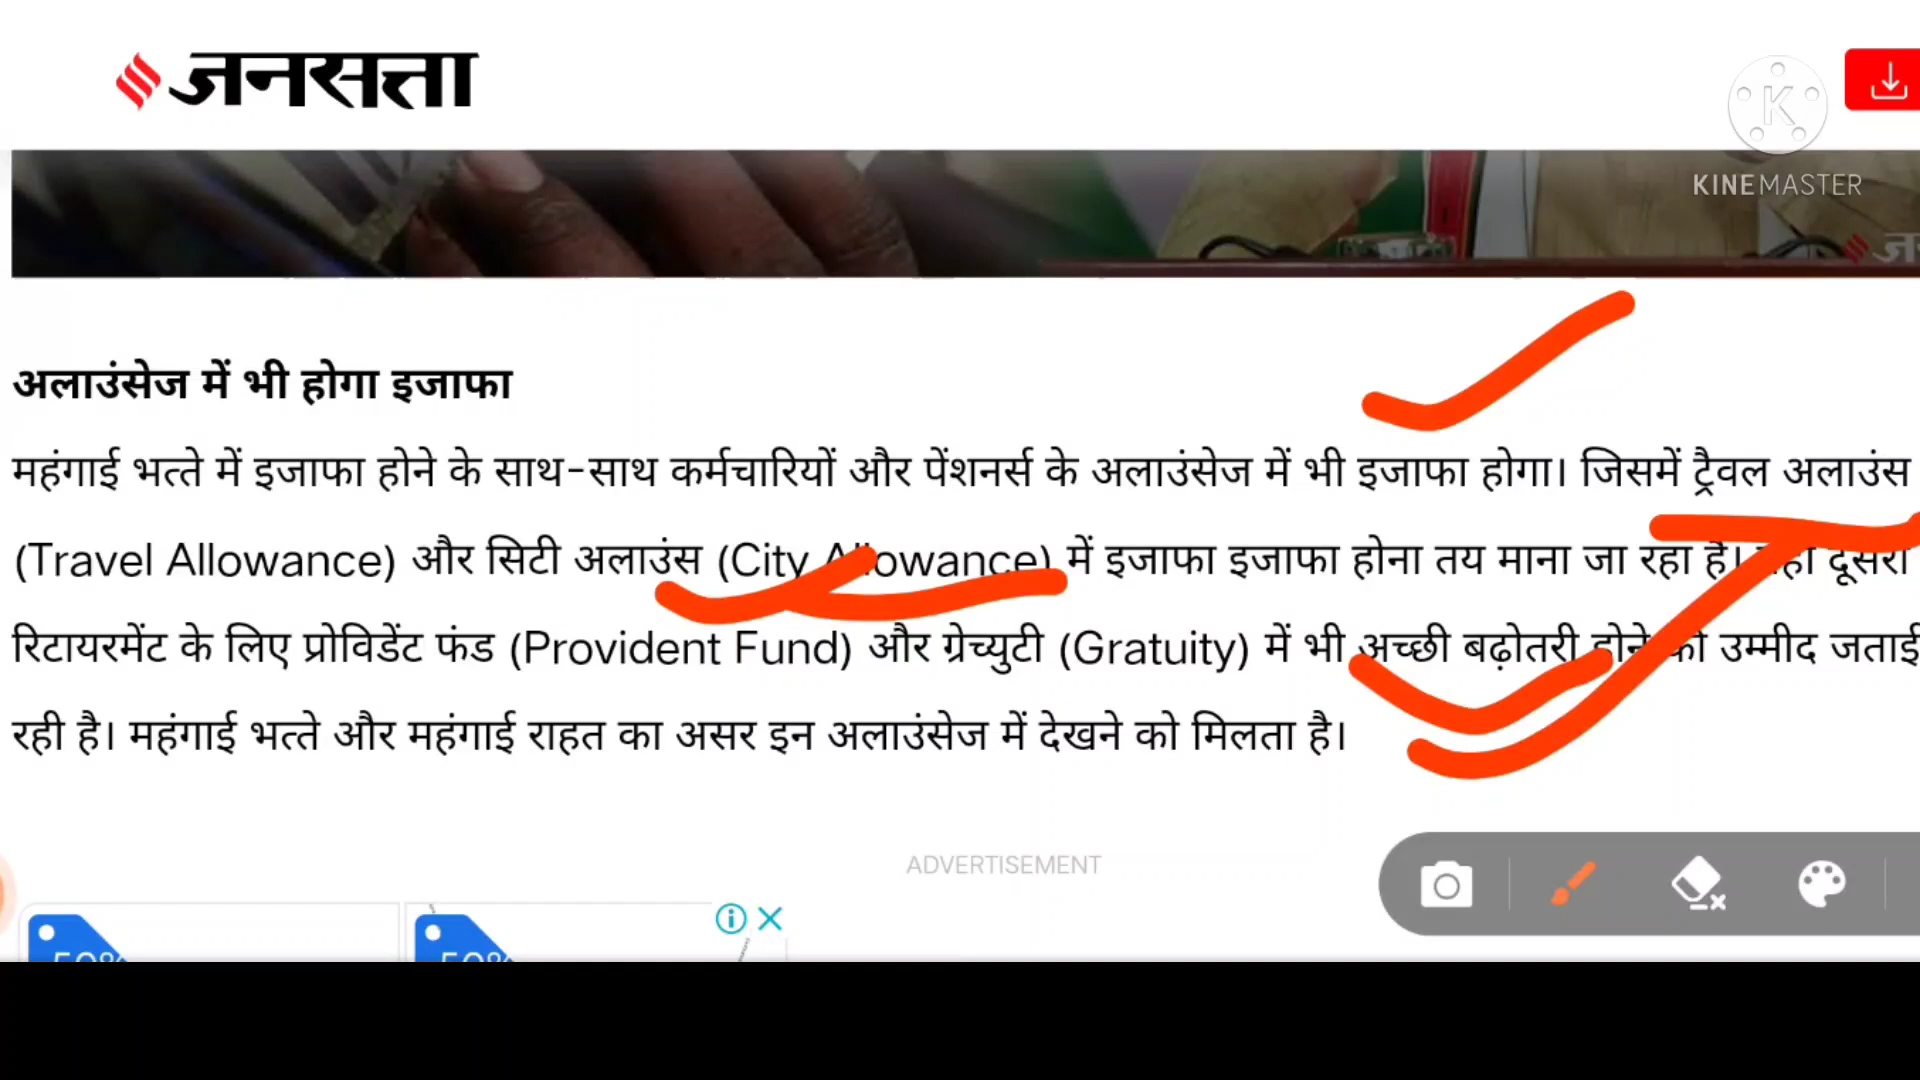 जनसत्ता
KINEMASTER
अलाउंसेज में भी होगा इजाफा
महंगाई भत्ते में इजाफा होने के साथ-साथ कर्मचारियों और पेंशनर्स के अलाउंसेज में भी इजाफा होगा। जिसमें ट्रैवल अलाउंस
(Travel Allowance) और सिटी अलाउंस (City Allowance) में इजाफा इजाफा होना तय माना जा रहा है। दूसरी
रिटायरमेंट के लिए प्रोविडेंट फंड (Provident Fund) और ग्रेच्युटी (Gratuity) में भी अच्छी बढ़ोतरी होने की उम्मीद जताई
रही है। महंगाई भत्ते और महंगाई राहत का असर इन अलाउंसेज में देखने को मिलता है।
ADVERTISEMENT